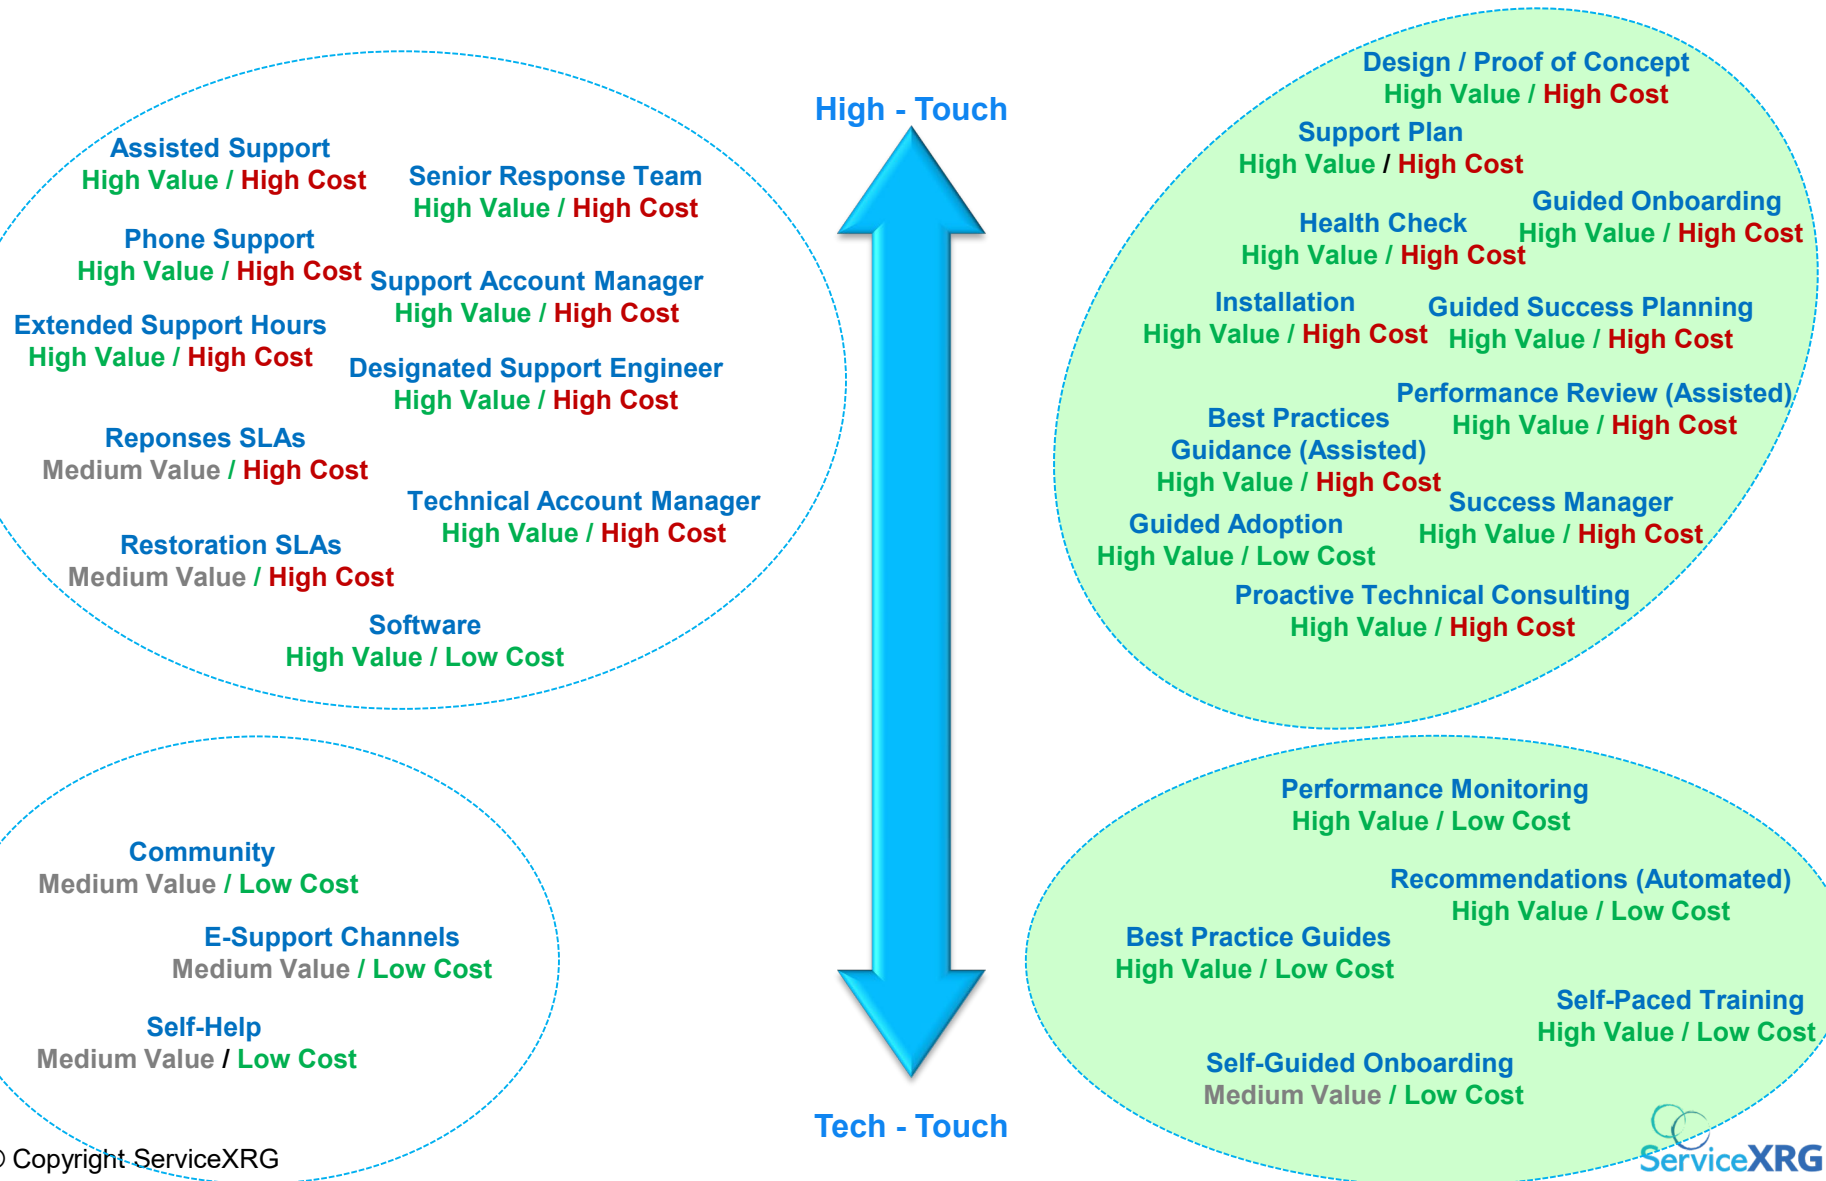 High - Touch
Assisted Support
High Value / High Cost
Senior Response Team
High Value / High Cost
Phone Support
High Value / High Cost
Support Account Manager
High Value / High Cost
Extended Support Hours
High Value / High Cost
Designated Support Engineer
High Value / High Cost
Reponses SLAs
Medium Value / High Cost
Technical Account Manager
High Value / High Cost
Restoration SLAs
Medium Value / High Cost
Software
High Value / Low Cost
Design / Proof of Concept
High Value / High Cost
Support Plan
High Value / High Cost
Guided Onboarding
High Value / High Cost
Health Check
High Value / High Cost
Installation
High Value / High Cost
Guided Success Planning
High Value / High Cost
Performance Review (Assisted)
High Value / High Cost
Best Practices
Guidance (Assisted)
High Value / High Cost
Success Manager
High Value / High Cost
Guided Adoption
High Value / Low Cost
Proactive Technical Consulting
High Value / High Cost
Community
Medium Value / Low Cost
E-Support Channels
Medium Value / Low Cost
Self-Help
Medium Value / Low Cost
Performance Monitoring
High Value / Low Cost
Recommendations (Automated)
High Value / Low Cost
Best Practice Guides
High Value / Low Cost
Self-Paced Training
High Value / Low Cost
Self-Guided Onboarding
Medium Value / Low Cost
Tech - Touch
© Copyright ServiceXRG
ServiceXRG